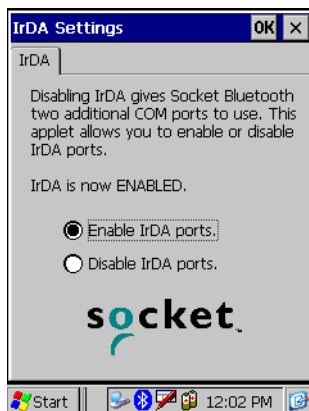 IrDA Settings OK ×
IrDA
Disabling IrDA gives Socket Bluetooth
two additional COM ports to use. This
applet allows you to enable or disable
IrDA ports.
IrDA is now ENABLED.
Enable IrDA ports.
Disable IrDA ports.
socket
Start 12:02 PM